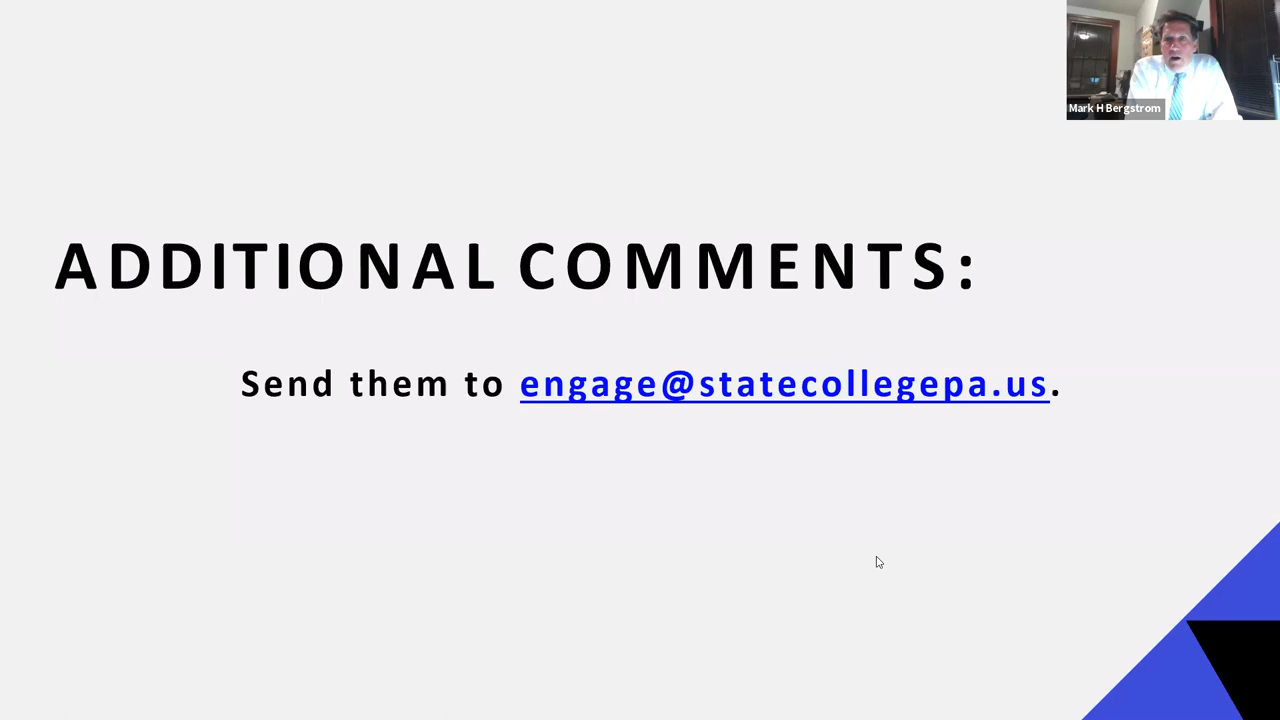 Mark H Bergstrom
ADDITIONAL COMMENTS:
Send them to engage@statecollegepa.us.